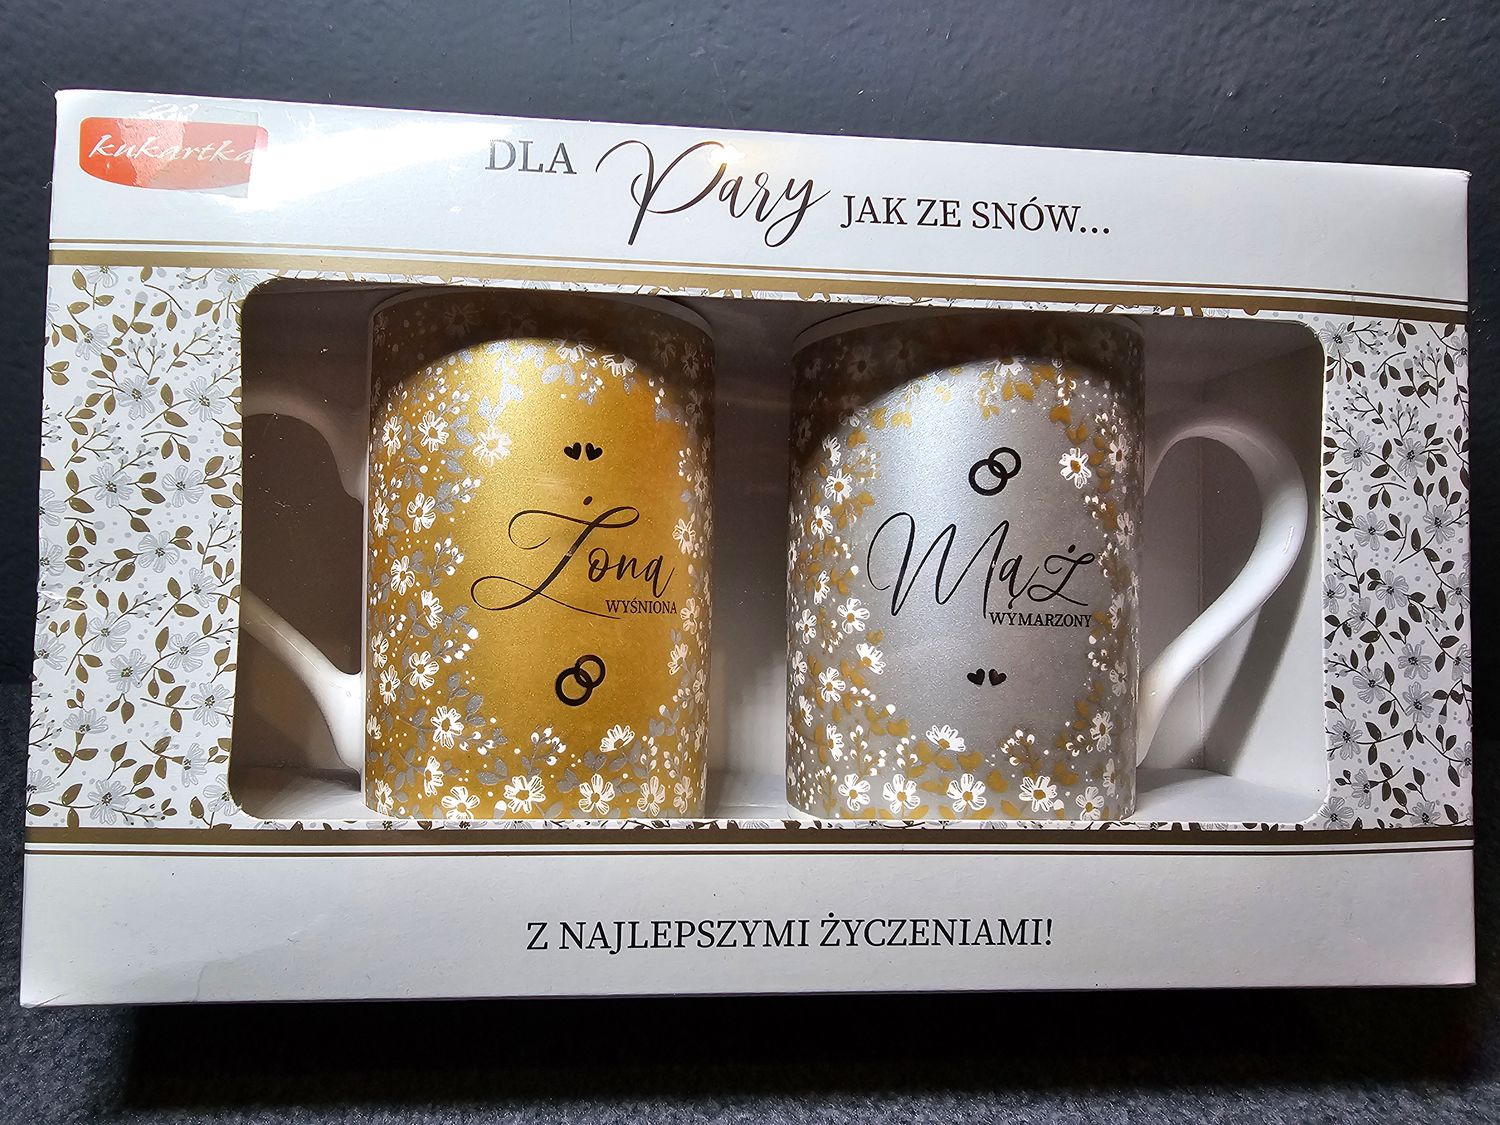 kukartka
DLA Pary JAK ZE SNÓW...
Żona
WYŚNIONA
Mąż
WYMARZONY
Z NAJLEPSZYMI ŻYCZENIAMI!